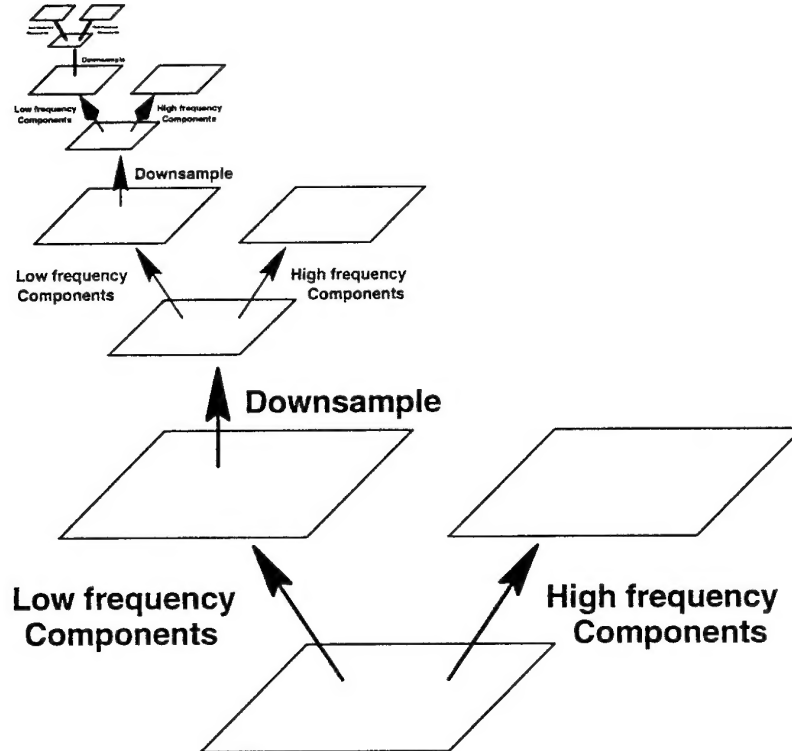 Downsample
Low frequency
Components
High frequency
Components
Downsample
Low frequency
Components
High frequency
Components
Downsample
Low frequency
Components
High frequency
Components